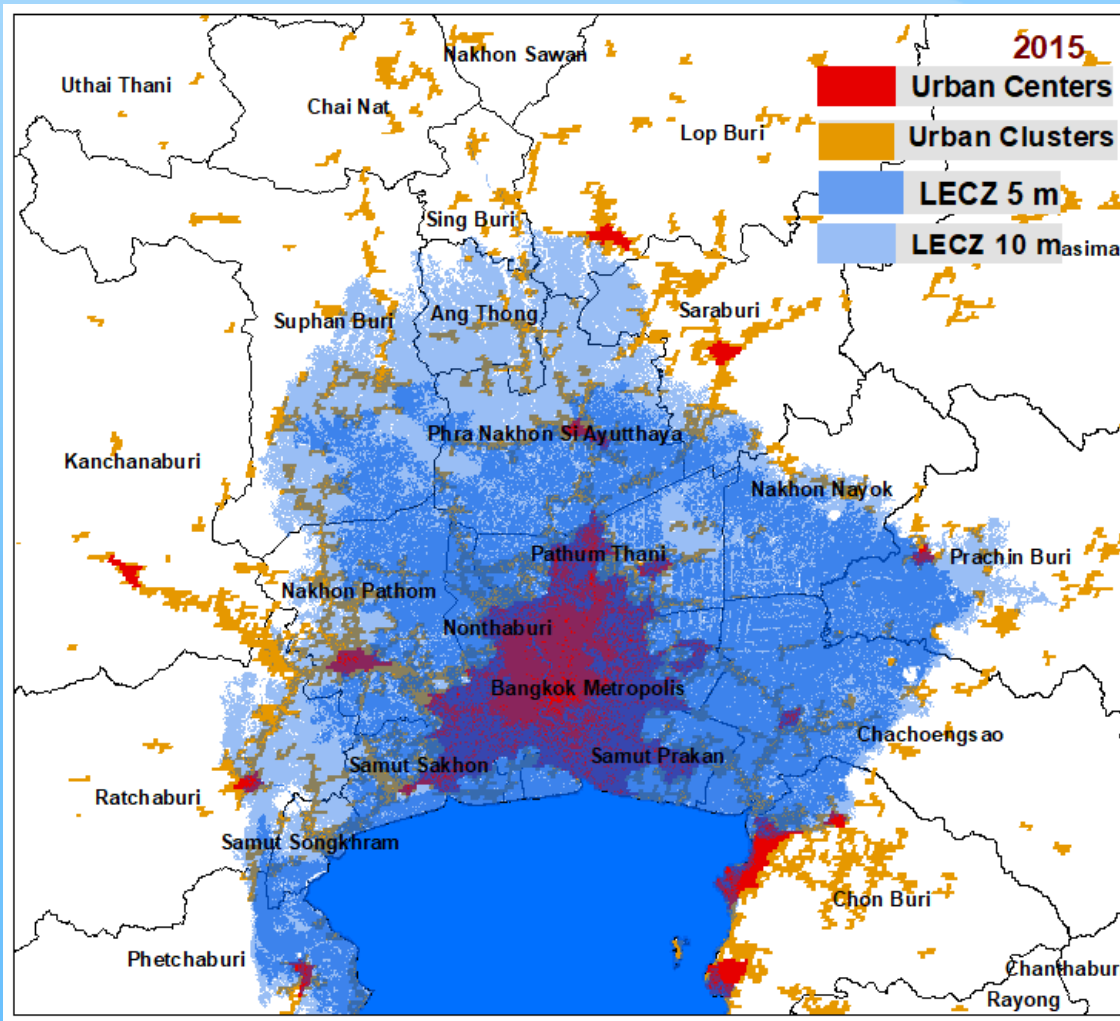 2015
Urban Centers
Urban Clusters
LECZ 5 m
LECZ 10 m
asima
Nakhon Sawan
Uthai Thani
Chai Nat
Lop Buri
Sing Buri
Suphan Buri
Ang Thong
Saraburi
Phra Nakhon Si Ayutthaya
Kanchanaburi
Nakhon Nayok
Pathum Thani
Prachin Buri
Nakhon Pathom
Nonthaburi
Bangkok Metropolis
Chachoengsao
Samut Prakan
Samut Sakhon
Ratchaburi
Samut Songkhram
Chon Buri
Phetchaburi
Chanthabur
Rayong